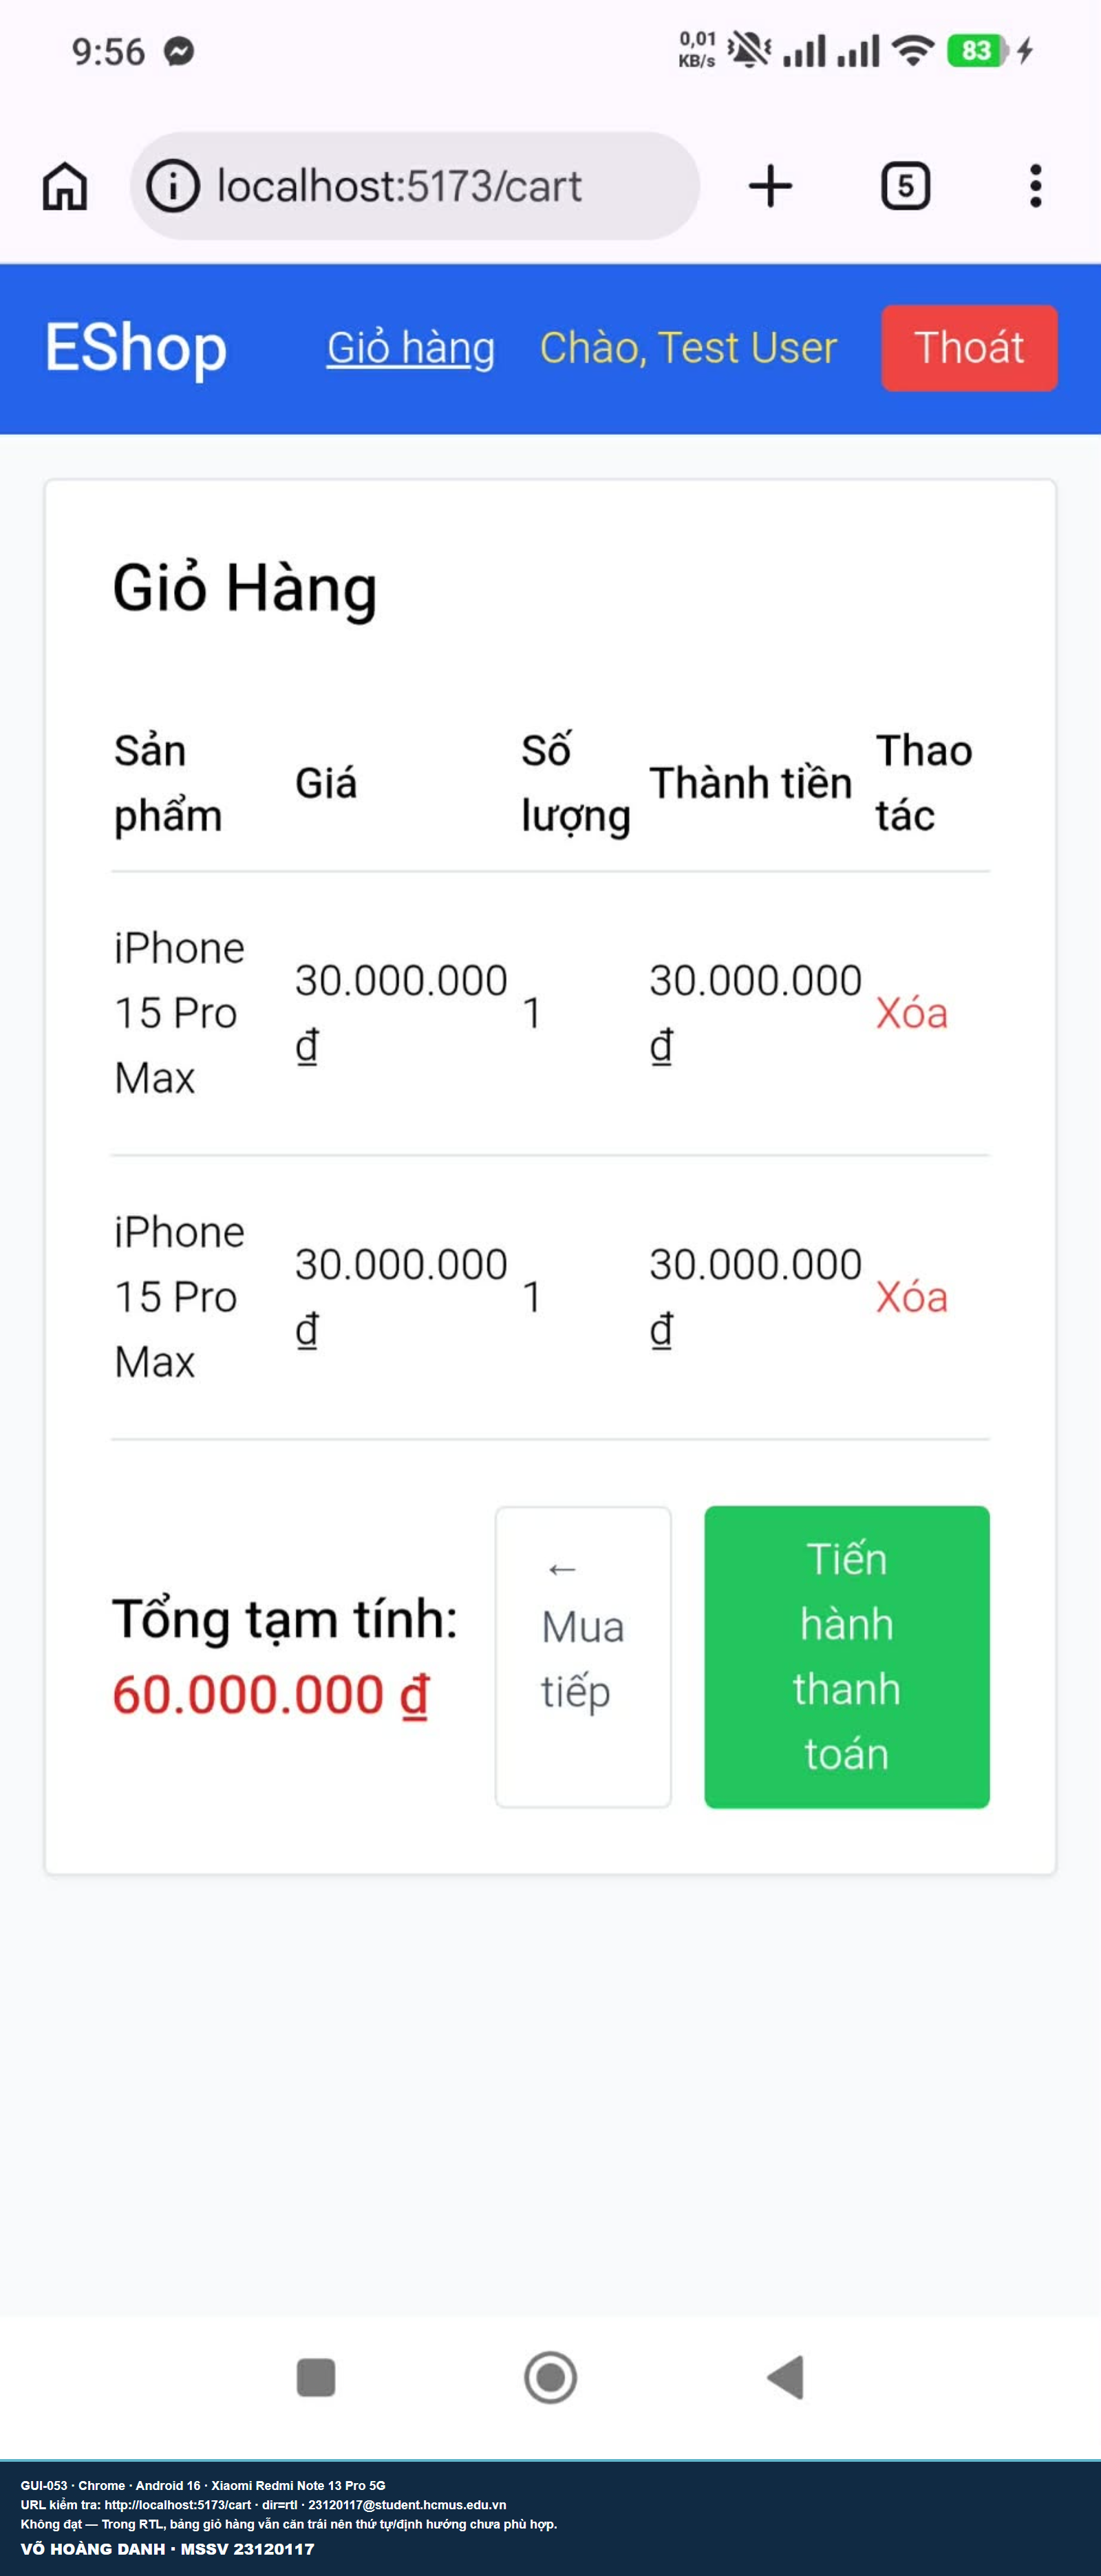 9:56
0,01 KB/s
83
localhost:5173/cart
5
EShop
Giỏ hàng
Chào, Test User
Thoát
Giỏ Hàng
Sản phẩm
Giá
Số lượng
Thành tiền
Thao tác
iPhone 15 Pro Max
30.000.000 ₫
1
30.000.000 ₫
Xóa
iPhone 15 Pro Max
30.000.000 ₫
1
30.000.000 ₫
Xóa
Tổng tạm tính:
60.000.000 ₫
← Mua tiếp
Tiến hành thanh toán
GUI-053 · Chrome · Android 16 · Xiaomi Redmi Note 13 Pro 5G
URL kiểm tra: http://localhost:5173/cart · dir=rtl · 23120117@student.hcmus.edu.vn
Không đạt — Trong RTL, bảng giỏ hàng vẫn căn trái nên thứ tự/định hướng chưa phù hợp.
VÕ HOÀNG DANH · MSSV 23120117